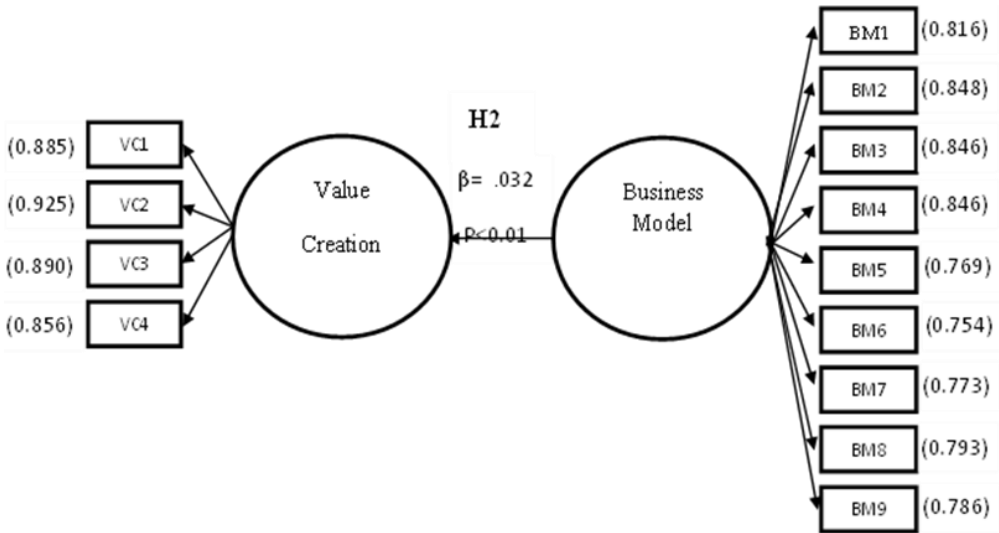 H2
β= .032
P<0.01
Value
Creation
Business
Model
(0.885) VC1
(0.925) VC2
(0.890) VC3
(0.856) VC4
BM1 (0.816)
BM2 (0.848)
BM3 (0.846)
BM4 (0.846)
BM5 (0.769)
BM6 (0.754)
BM7 (0.773)
BM8 (0.793)
BM9 (0.786)